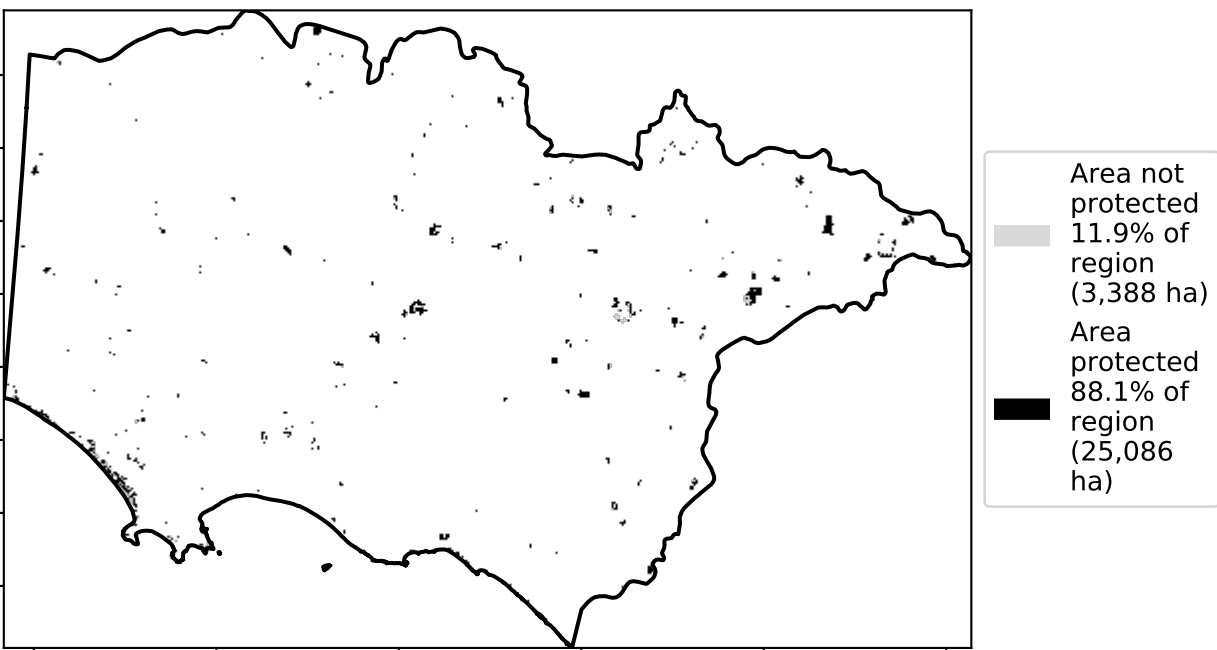 Area not
protected
11.9% of
region
(3,388 ha)
Area
protected
88.1% of
region
(25,086
ha)